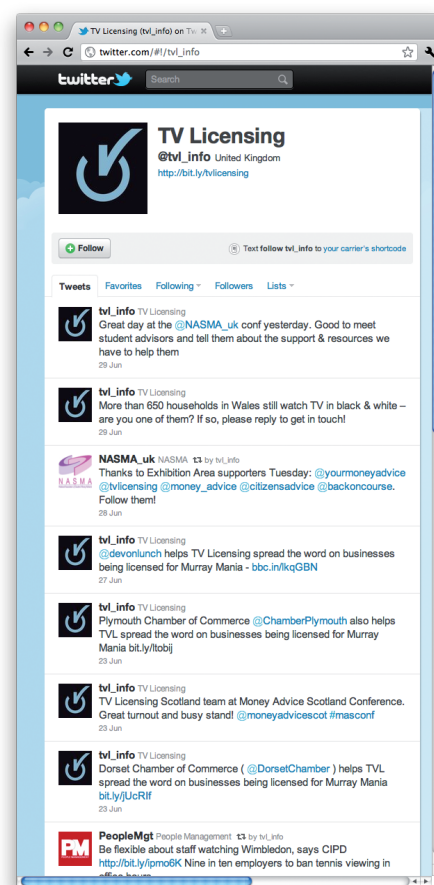 TV Licensing (tvl_info) on Tw
twitter.com/#!/tvl_info
twitter
Search
TV Licensing
@tvl_info United Kingdom
http://bit.ly/tvlicensing
Follow
Text follow tvl_info to your carrier's shortcode
Tweets Favorites Following Followers Lists
tvl_info TV Licensing
Great day at the @NASMA_uk conf yesterday. Good to meet
student advisors and tell them about the support & resources we
have to help them
29 Jun
tvl_info TV Licensing
More than 650 households in Wales still watch TV in black & white –
are you one of them? If so, please reply to get in touch!
29 Jun
NASMA
NASMA_uk NASMA by tvl_info
Thanks to Exhibition Area supporters Tuesday: @yourmoneyadvice
@tvlicensing @money_advice @citizensadvice @backoncourse.
Follow them!
28 Jun
tvl_info TV Licensing
@devonlunch helps TV Licensing spread the word on businesses
being licensed for Murray Mania - bbc.in/lkqGBN
27 Jun
tvl_info TV Licensing
Plymouth Chamber of Commerce @ChamberPlymouth also helps
TVL spread the word on businesses being licensed for Murray
Mania bit.ly/ltobij
23 Jun
tvl_info TV Licensing
TV Licensing Scotland team at Money Advice Scotland Conference.
Great turnout and busy stand! @moneyadvicescot #masconf
23 Jun
tvl_info TV Licensing
Dorset Chamber of Commerce ( @DorsetChamber ) helps TVL
spread the word on businesses being licensed for Murray Mania
bit.ly/jUcRIf
23 Jun
PM
PeopleMgt People Management by tvl_info
Be flexible about staff watching Wimbledon, says CIPD
http://bit.ly/ipmo6K Nine in ten employers to ban tennis viewing in
office hours